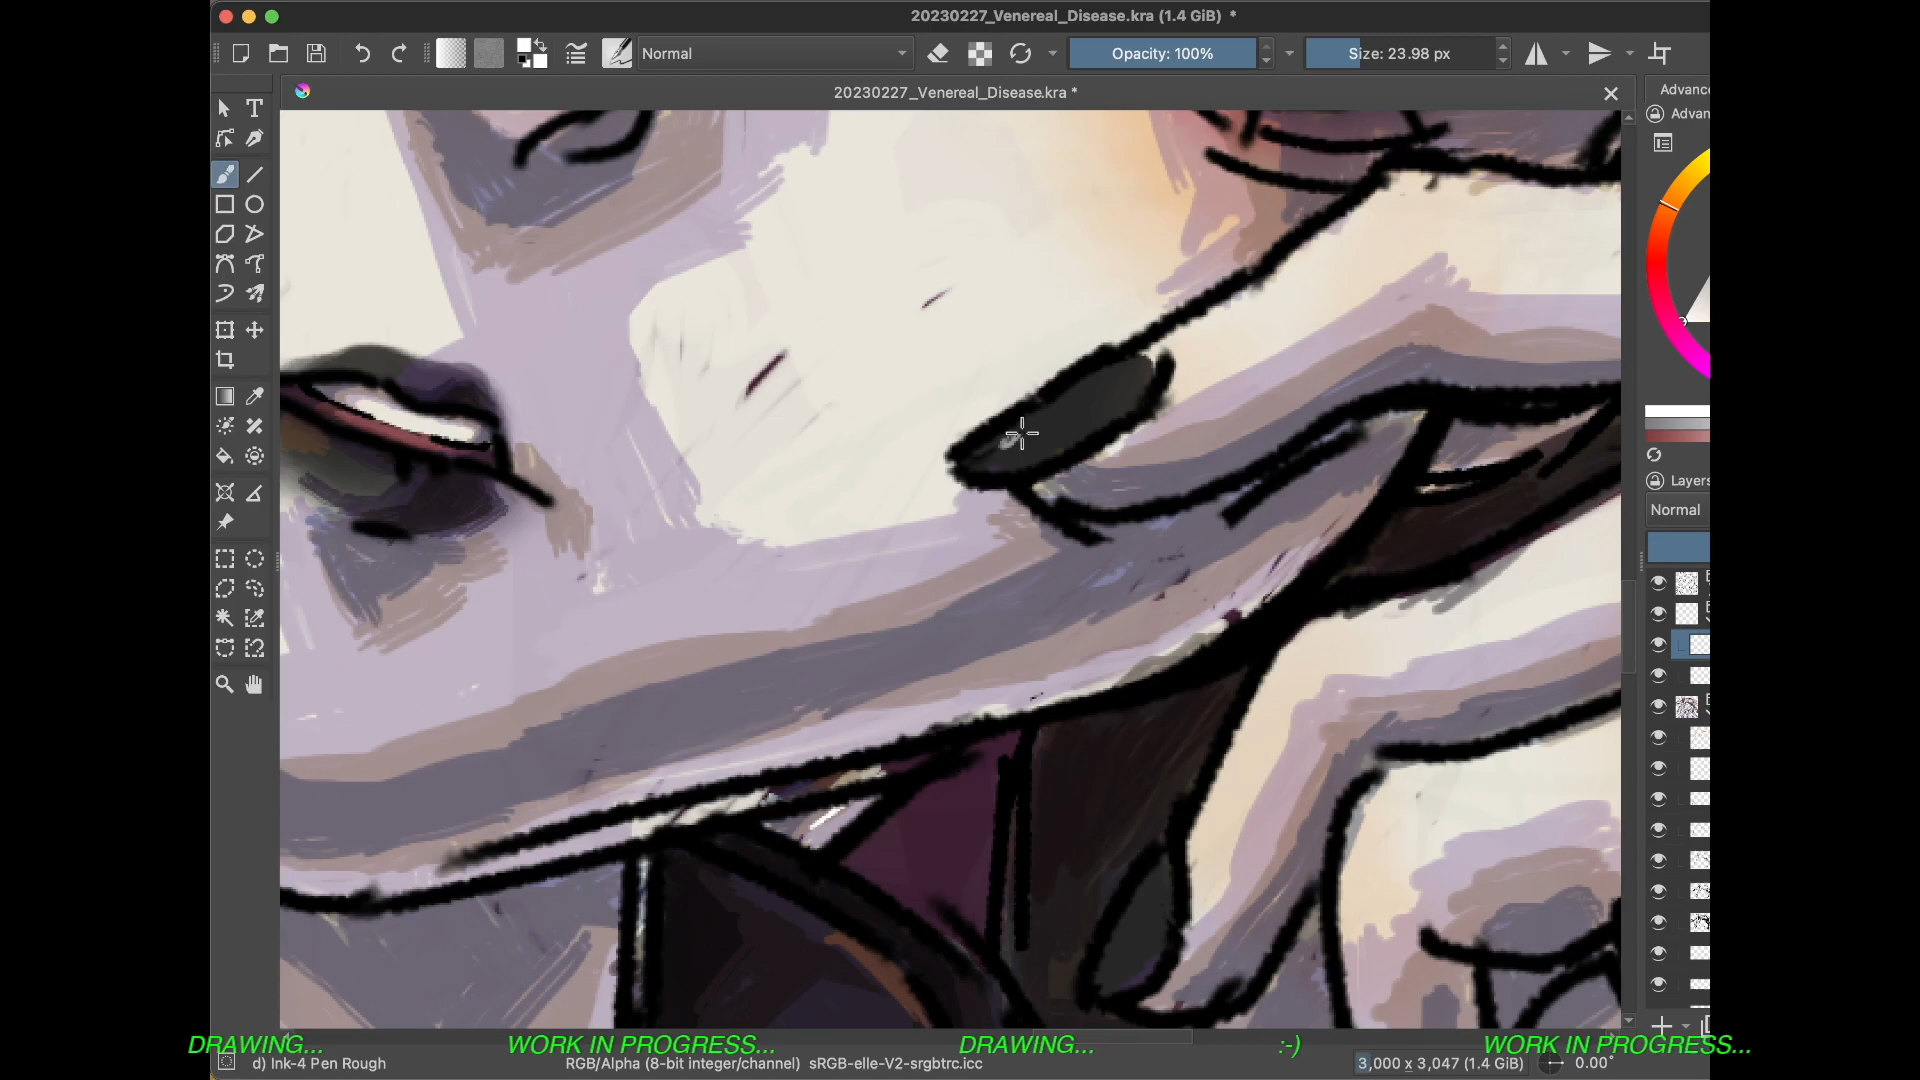 20230227_Venereal_Disease.kra (1.4 GiB) *
Normal
Opacity: 100%
Size: 23.98 px
20230227_Venereal_Disease.kra *
Advanc
Advan
Layers
Normal
DRAWING... WORK IN PROGRESS... DRAWING... :-) WORK IN PROGRESS...
d) Ink-4 Pen Rough
RGB/Alpha (8-bit integer/channel) sRGB-elle-V2-srgbtrc.icc
3,000 x 3,047 (1.4 GiB)
0.00°